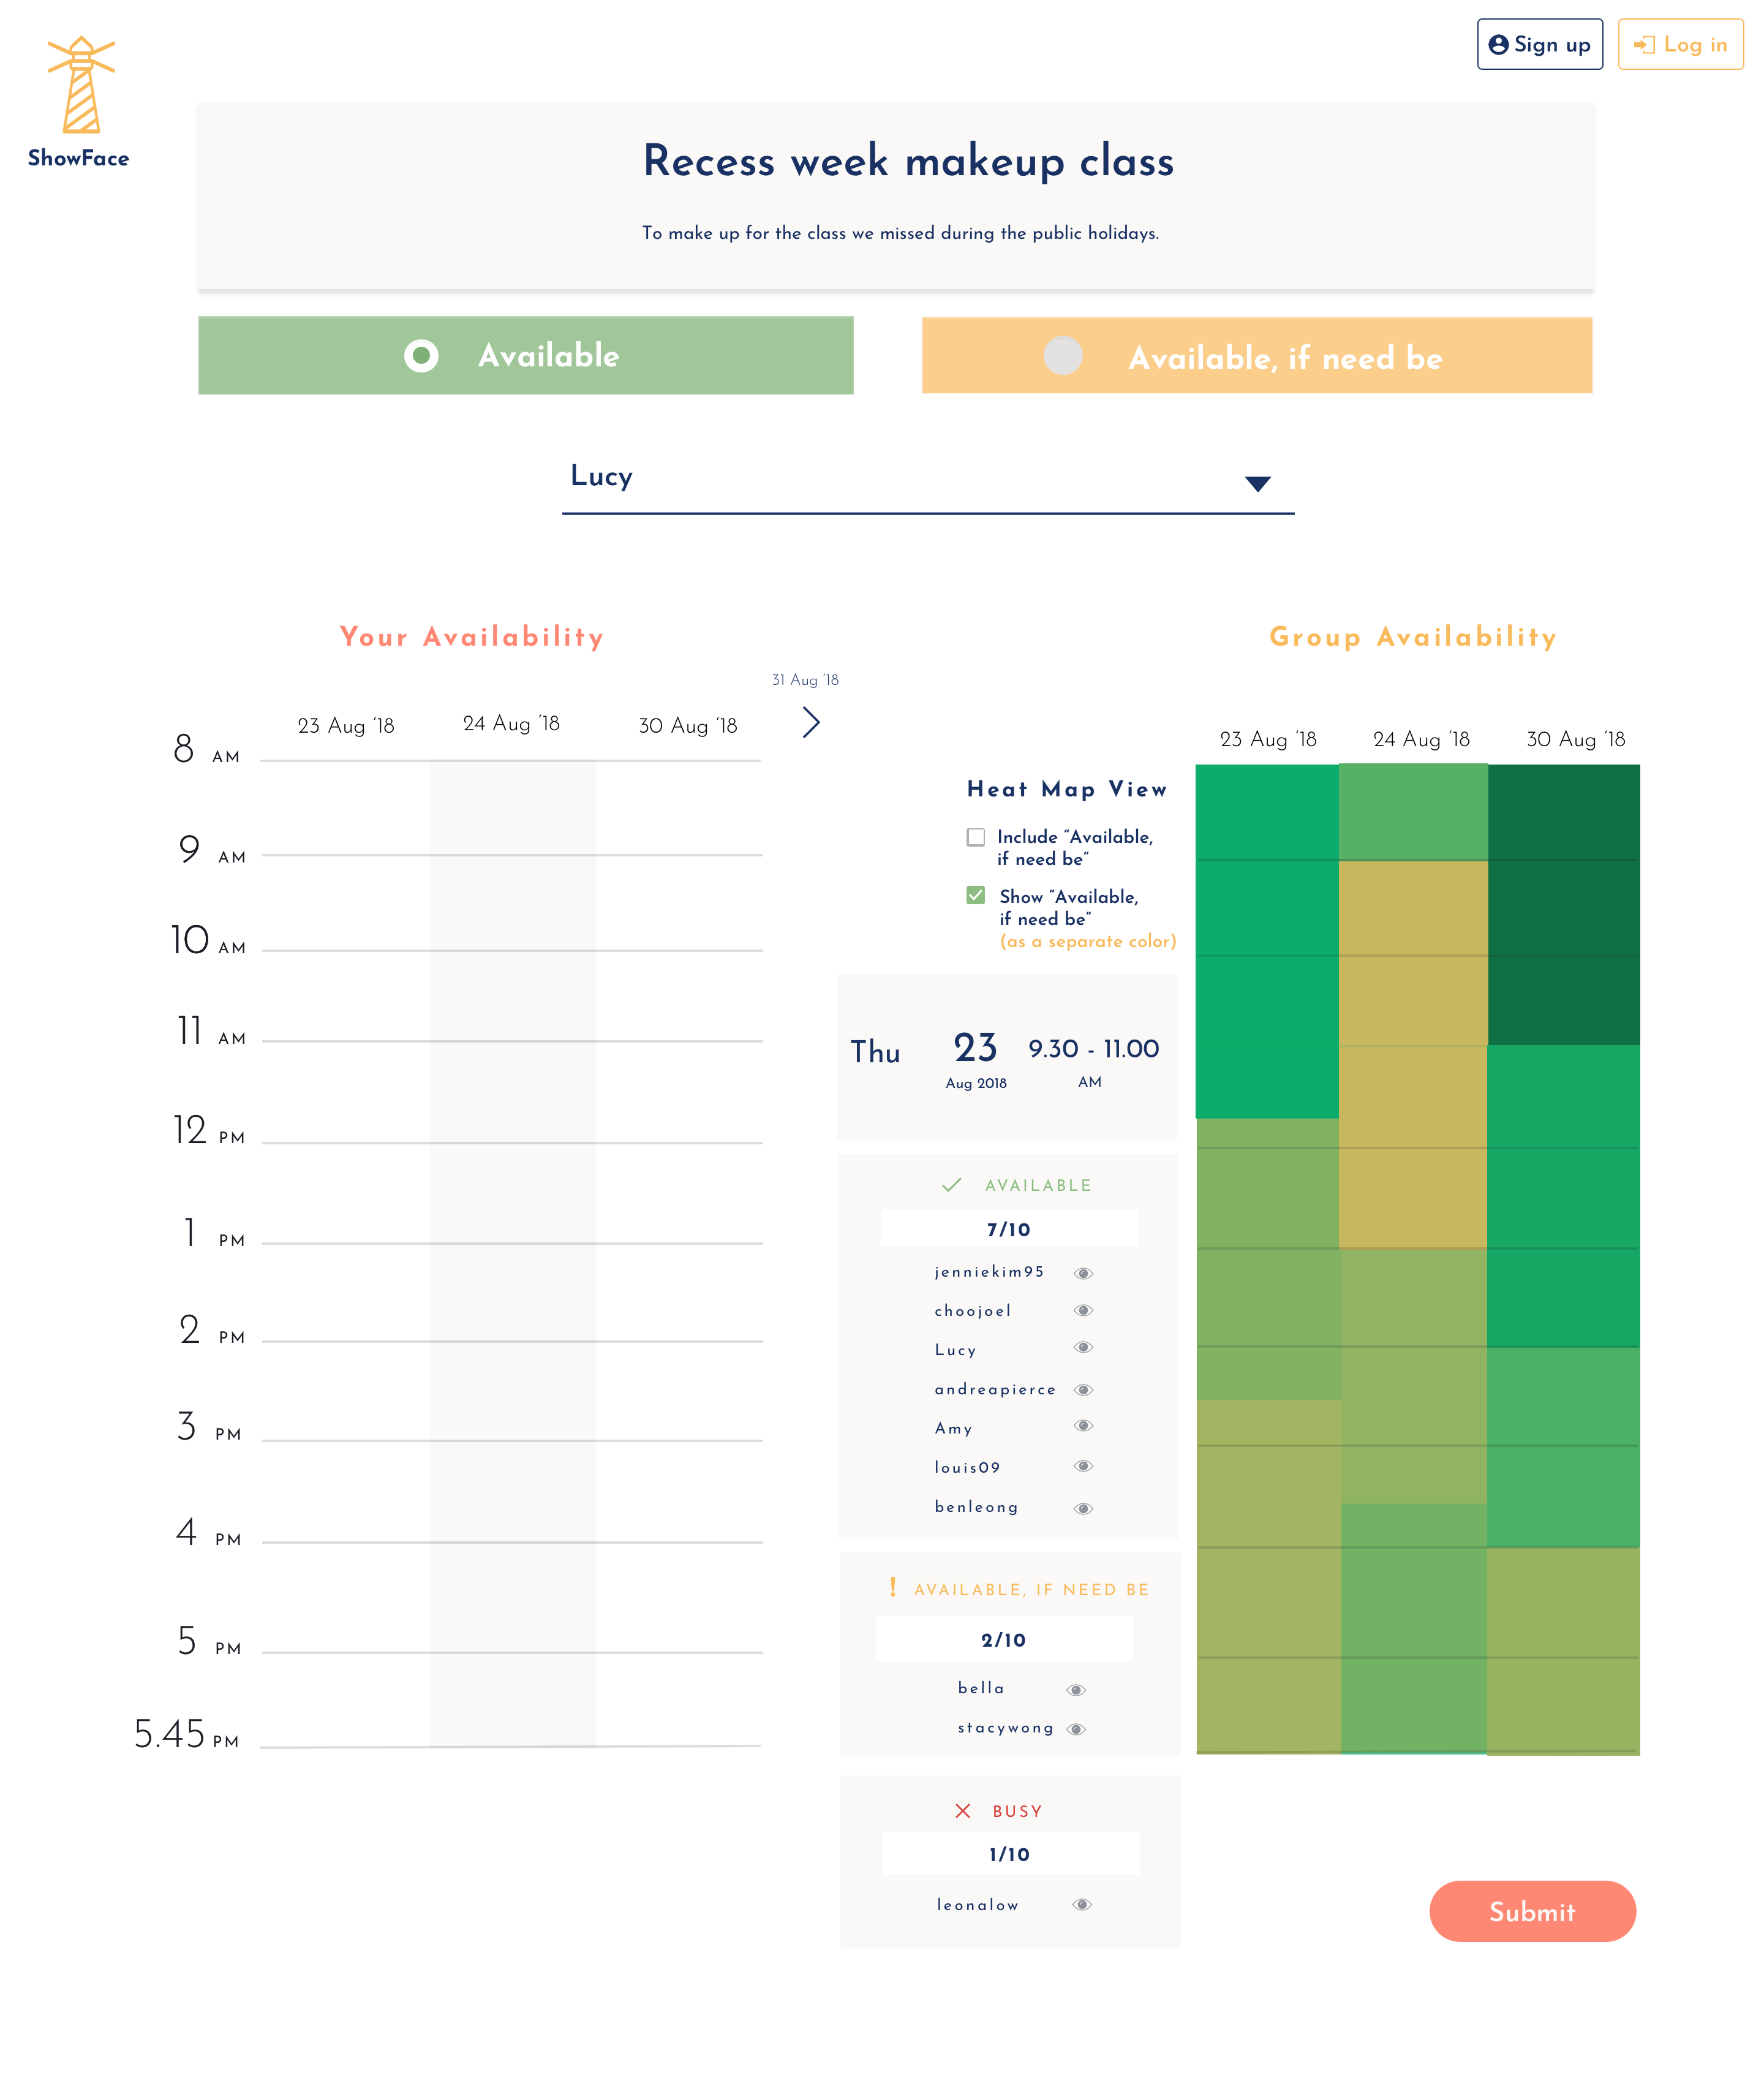 Sign up
Log in
ShowFace
Recess week makeup class
To make up for the class we missed during the public holidays.
Available
Available, if need be
Lucy
Your Availability
Group Availability
31 Aug ‘18
23 Aug ‘18
24 Aug ‘18
30 Aug ‘18
8 AM
9 AM
10 AM
11 AM
12 PM
1 PM
2 PM
3 PM
4 PM
5 PM
5.45 PM
Heat Map View
Include “Available,
if need be”
Show “Available,
if need be”
(as a separate color)
Thu
23
Aug 2018
9.30 - 11.00
AM
AVAILABLE
7/10
jenniekim95
choojoel
Lucy
andreapierce
Amy
louis09
benleong
! AVAILABLE, IF NEED BE
2/10
bella
stacywong
BUSY
1/10
leonalow
23 Aug ‘18
24 Aug ‘18
30 Aug ‘18
Submit